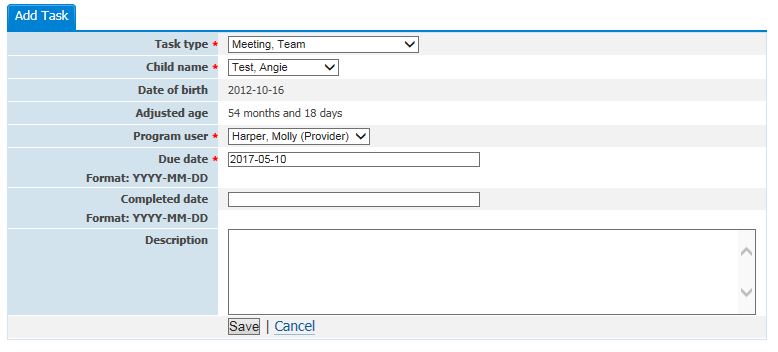 Add Task
Task type * Meeting, Team
Child name * Test, Angie
Date of birth 2012-10-16
Adjusted age 54 months and 18 days
Program user * Harper, Molly (Provider)
Due date * 2017-05-10
Format: YYYY-MM-DD
Completed date
Format: YYYY-MM-DD
Description
Save | Cancel